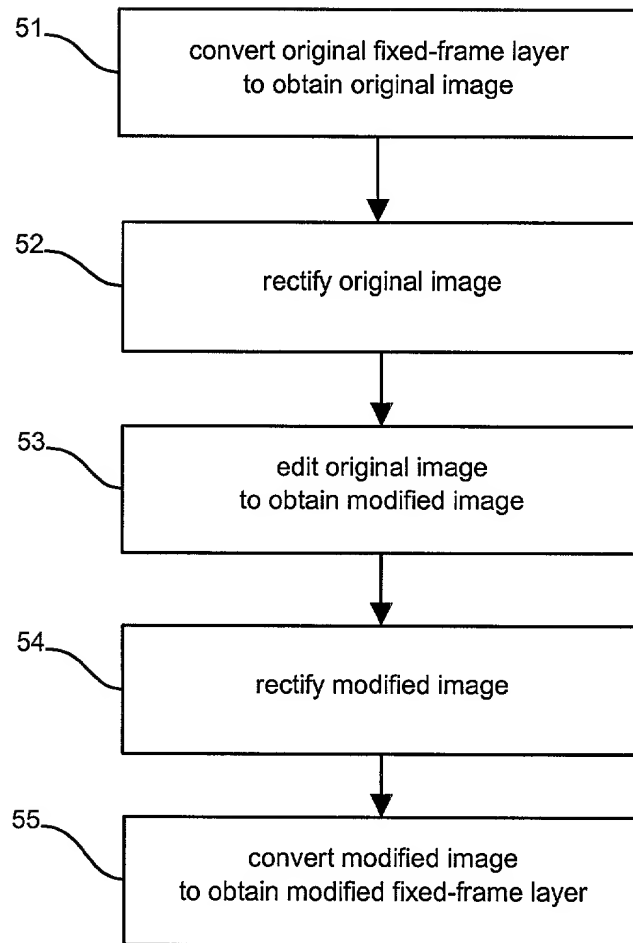 51
convert original fixed-frame layer
to obtain original image
52
rectify original image
53
edit original image
to obtain modified image
54
rectify modified image
55
convert modified image
to obtain modified fixed-frame layer